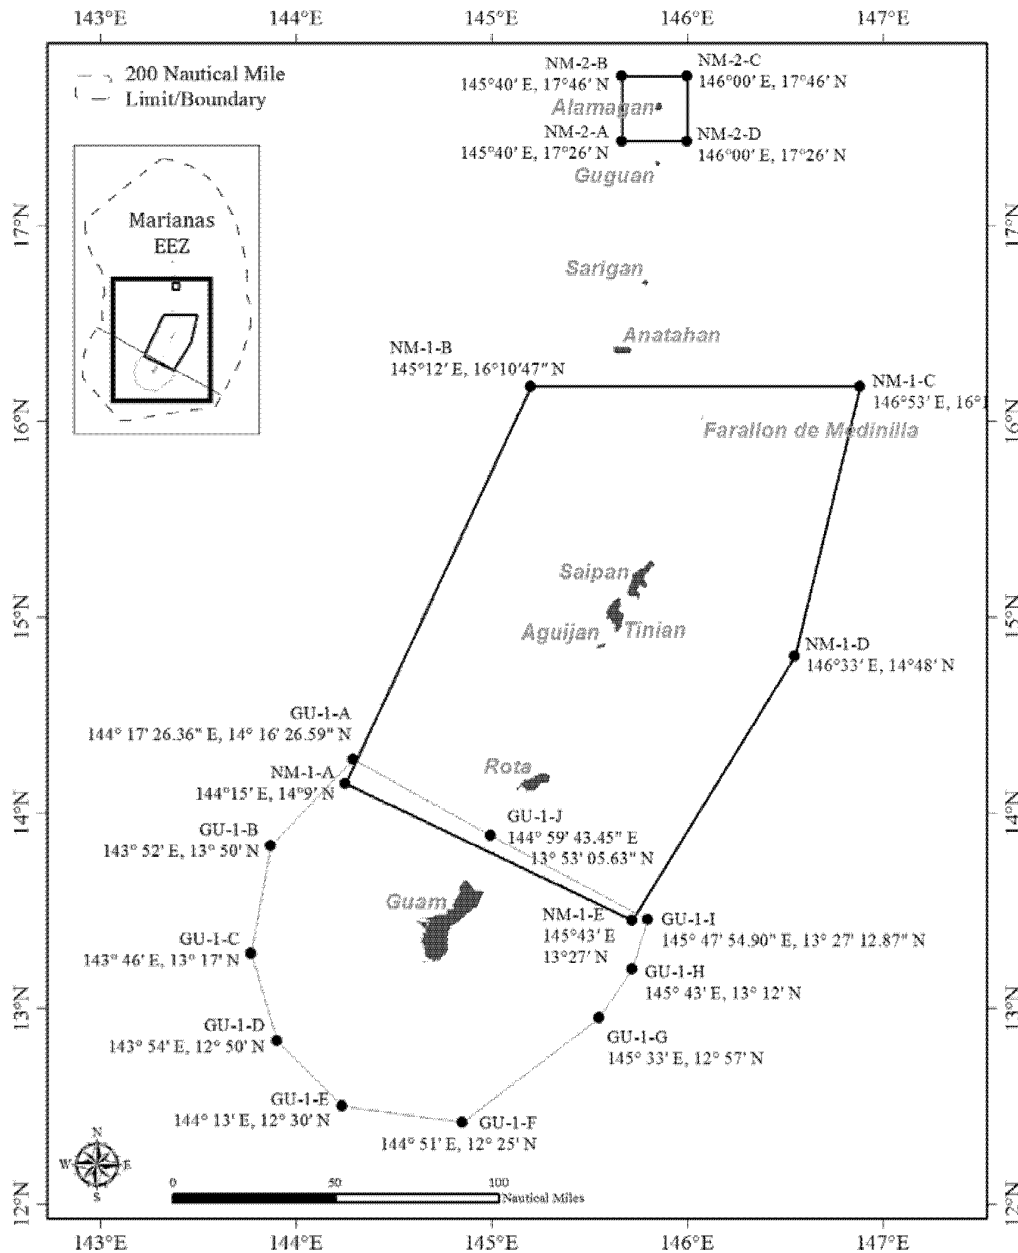 143°E 144°E 145°E 146°E 147°E
200 Nautical Mile
Limit/Boundary
Marianas
EEZ
NM-2-B
145°40' E, 17°46' N
NM-2-C
146°00' E, 17°46' N
Alamagan
NM-2-A
145°40' E, 17°26' N
NM-2-D
146°00' E, 17°26' N
Guguan
17°N 17°N
Sarigan
Anatahan
NM-1-B
145°12' E, 16°10'47" N
NM-1-C
146°53' E, 16°1
16°N 16°N
Farallon de Medinilla
Saipan
15°N 15°N
Aguijan Tinian
NM-1-D
146°33' E, 14°48' N
GU-1-A
144° 17' 26.36" E, 14° 16' 26.59" N
Rota
NM-1-A
144°15' E, 14°9' N
14°N 14°N
GU-1-J
144° 59' 43.45" E
13° 53' 05.63" N
GU-1-B
143° 52' E, 13° 50' N
Guam
NM-1-E
145°43' E
13°27' N
GU-1-I
145° 47' 54.90" E, 13° 27' 12.87" N
GU-1-C
143° 46' E, 13° 17' N
GU-1-H
145° 43' E, 13° 12' N
13°N 13°N
GU-1-D
143° 54' E, 12° 50' N
GU-1-G
145° 33' E, 12° 57' N
GU-1-E
144° 13' E, 12° 30' N
GU-1-F
144° 51' E, 12° 25' N
N
W E
S
0 50 100
Nautical Miles
12°N 12°N
143°E 144°E 145°E 146°E 147°E